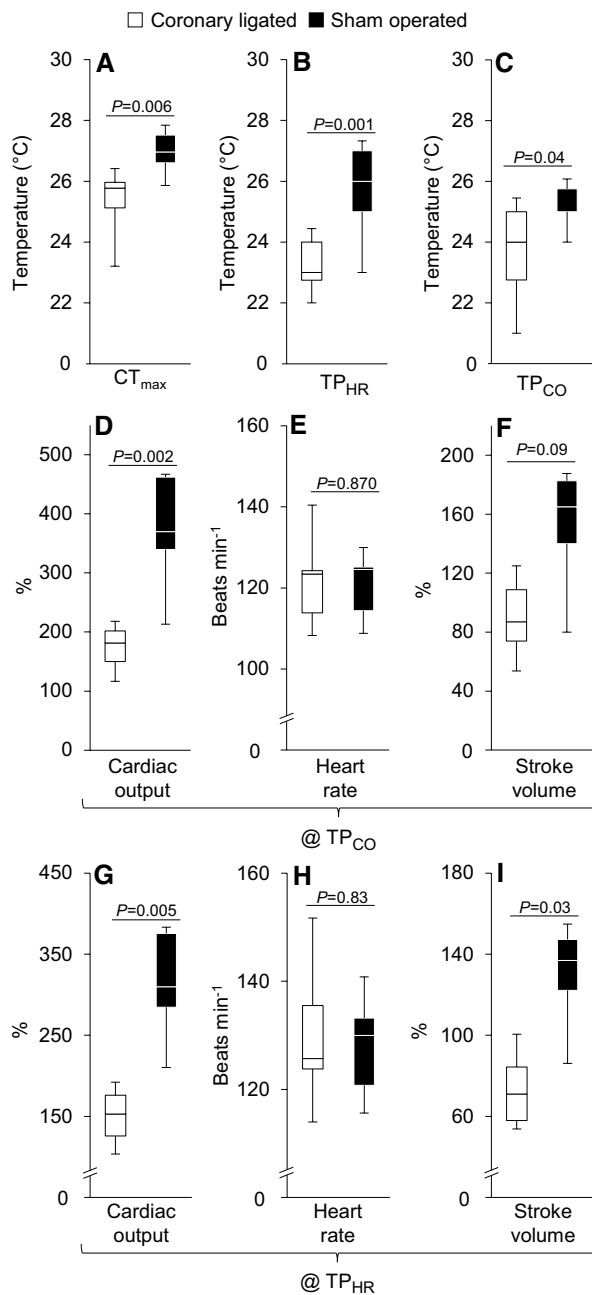 Coronary ligated Sham operated
A B C
30 30 30
P=0.006 P=0.001 P=0.04
28 28 28
26 26 26
24 24 24
22 22 22
0 0 0
Temperature (°C) Temperature (°C) Temperature (°C)
CTmax TPHR TPCO
D E F
500 160 200
P=0.002 P=0.870 P=0.09
400 140 160
300 120 120
200 100 80
100 40
0 0 0
% Beats min-1 %
Cardiac output Heart rate Stroke volume
@ TPCO
G H I
450 160 180
P=0.005 P=0.83 P=0.03
350 140 140
250 120 100
150 60
0 0 0
% Beats min-1 %
Cardiac output Heart rate Stroke volume
@ TPHR